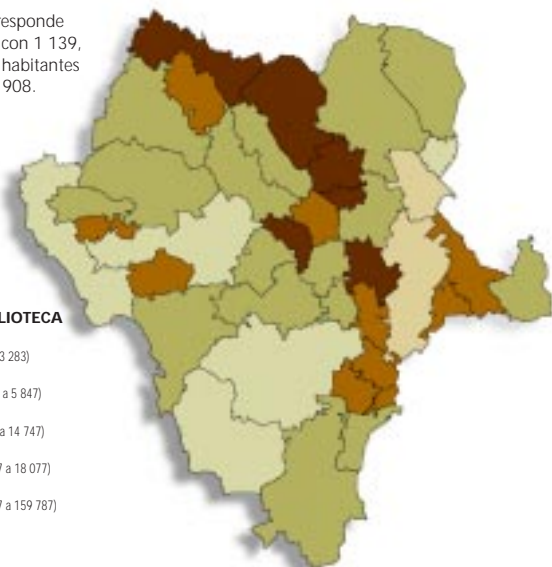 responde
con 1 139,
habitantes
908.
LIOTECA
3 283)
a 5 847)
a 14 747)
7 a 18 077)
7 a 159 787)